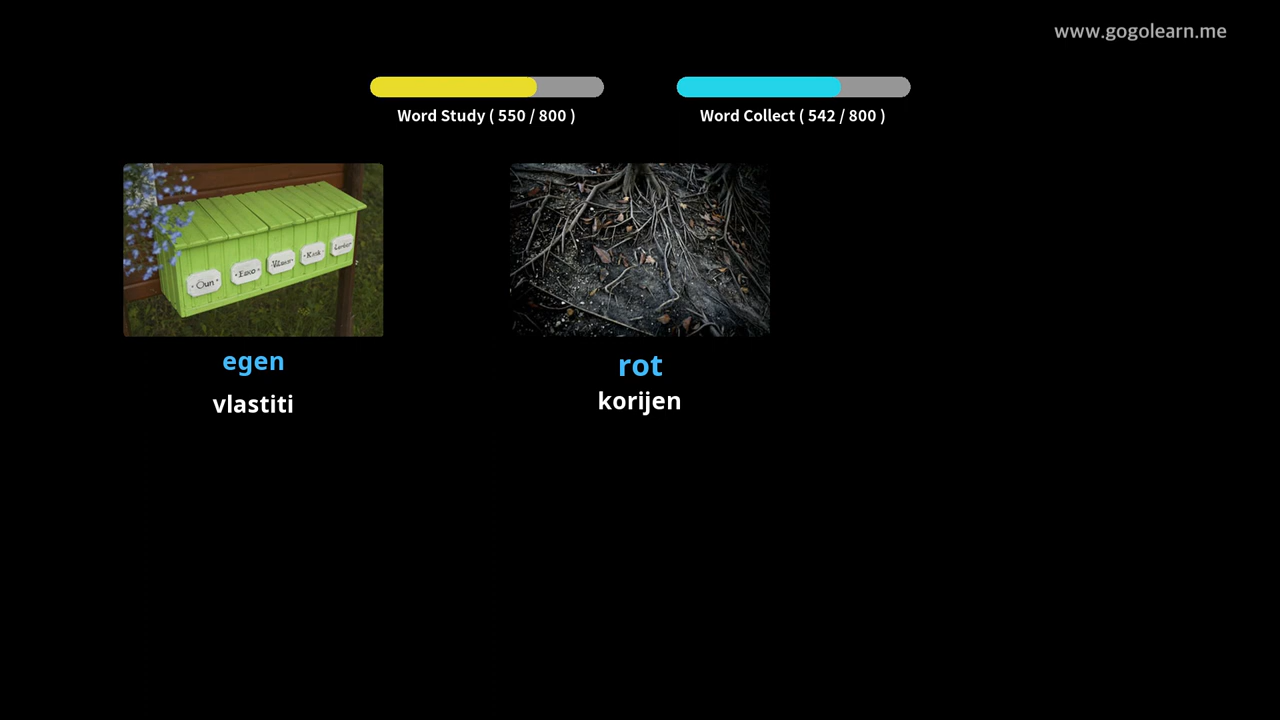 www.gogolearn.me
Word Study ( 550 / 800 )
Word Collect ( 542 / 800 )
egen
vlastiti
rot
korijen